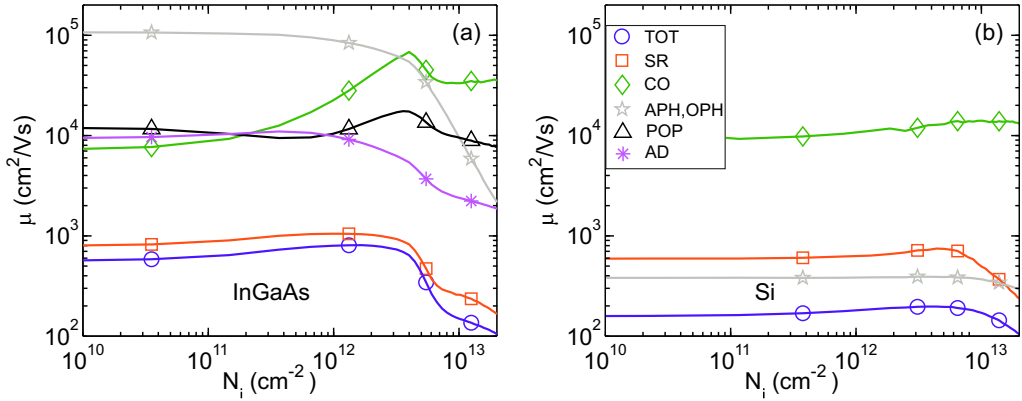 (a)
10^5
10^4
10^3
10^2
μ (cm^2/Vs)
InGaAs
10^10
10^11
10^12
10^13
N_i (cm^-2)
(b)
TOT
SR
CO
APH,OPH
POP
AD
10^5
10^4
10^3
10^2
μ (cm^2/Vs)
Si
10^10
10^11
10^12
10^13
N_i (cm^-2)